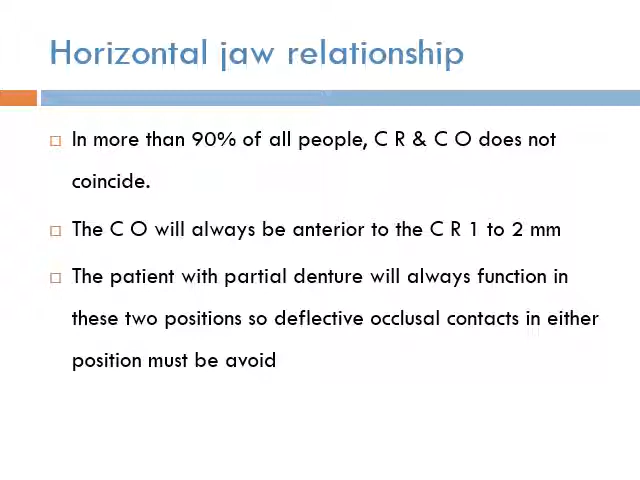 Horizontal jaw relationship
In more than 90% of all people, C R & C O does not
coincide.
The C O will always be anterior to the C R 1 to 2 mm
The patient with partial denture will always function in
these two positions so deflective occlusal contacts in either
position must be avoid